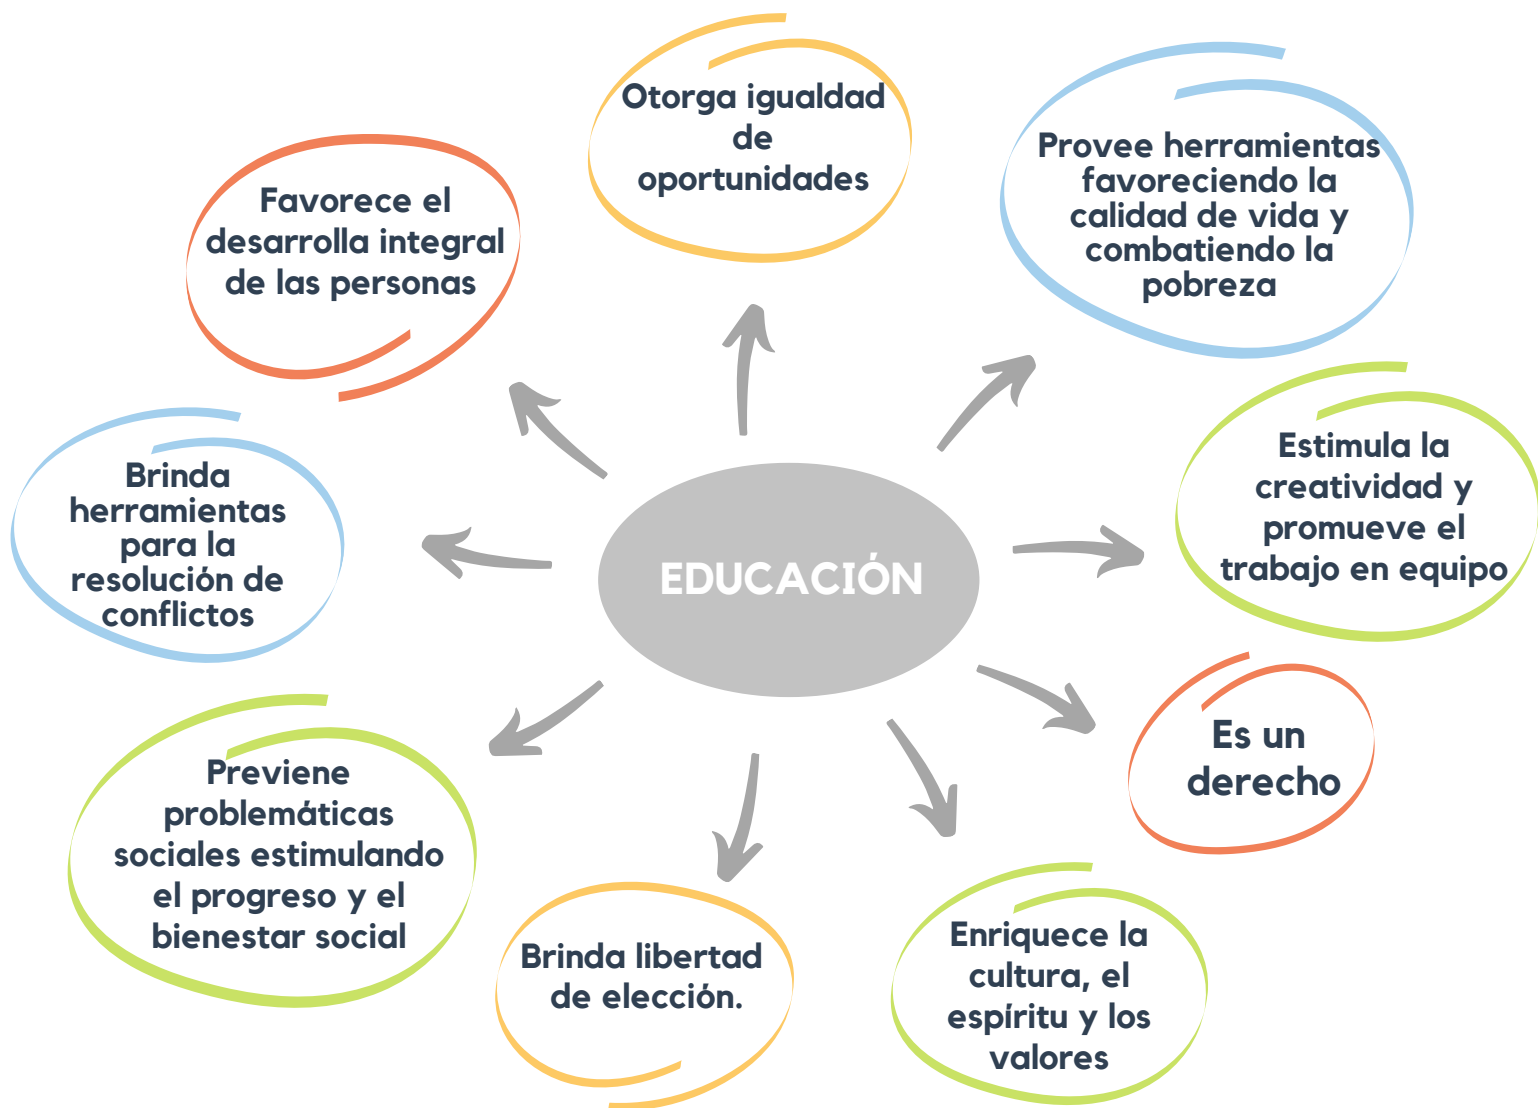 Otorga igualdad
de
oportunidades
Provee herramientas
favoreciendo la
calidad de vida y
combatiendo la
pobreza
Favorece el
desarrolla integral
de las personas
Estimula la
creatividad y
promueve el
trabajo en equipo
Brinda
herramientas
para la
resolución de
conflictos
EDUCACIÓN
Es un
derecho
Previene
problemáticas
sociales estimulando
el progreso y el
bienestar social
Brinda libertad
de elección.
Enriquece la
cultura, el
espíritu y los
valores